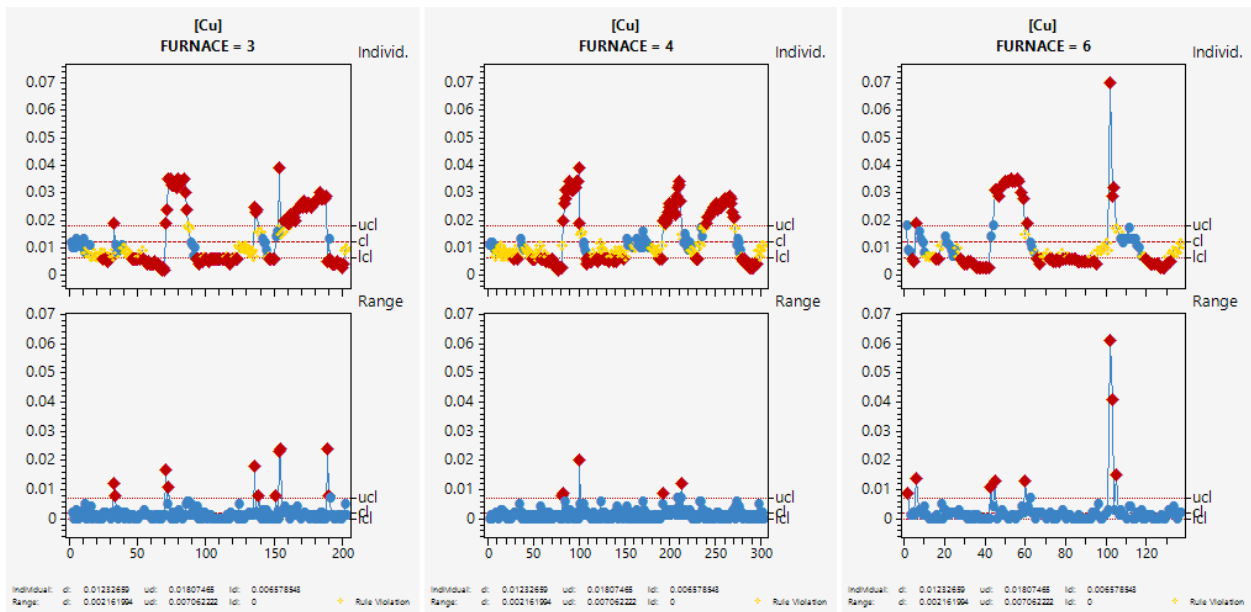 [Cu]
FURNACE = 3
Individ.
0.07
0.06
0.05
0.04
0.03
0.02
0.01
0
ucl
cl
lcl
Range
0.07
0.06
0.05
0.04
0.03
0.02
0.01
0
ucl
cl
lcl
0 50 100 150 200
Individual: cl: 0.01232659 ucl: 0.01807465 lcl: 0.006578543
Range: cl: 0.002161994 ucl: 0.007062222 lcl: 0 Rule Violation
[Cu]
FURNACE = 4
Individ.
0.07
0.06
0.05
0.04
0.03
0.02
0.01
0
ucl
cl
lcl
Range
0.07
0.06
0.05
0.04
0.03
0.02
0.01
0
ucl
cl
lcl
0 50 100 150 200 250 300
Individual: cl: 0.01232659 ucl: 0.01807465 lcl: 0.006578543
Range: cl: 0.002161994 ucl: 0.007062222 lcl: 0 Rule Violation
[Cu]
FURNACE = 6
Individ.
0.07
0.06
0.05
0.04
0.03
0.02
0.01
0
ucl
cl
lcl
Range
0.07
0.06
0.05
0.04
0.03
0.02
0.01
0
ucl
cl
lcl
0 20 40 60 80 100 120
Individual: cl: 0.01232659 ucl: 0.01807465 lcl: 0.006578543
Range: cl: 0.002161994 ucl: 0.007062222 lcl: 0 Rule Violation